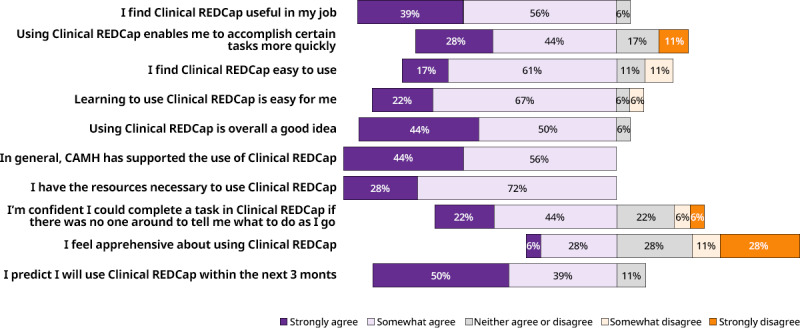 I find Clinical REDCap useful in my job
39% 56% 6%
Using Clinical REDCap enables me to accomplish certain
tasks more quickly
28% 44% 17% 11%
I find Clinical REDCap easy to use
17% 61% 11% 11%
Learning to use Clinical REDCap is easy for me
22% 67% 6% 6%
Using Clinical REDCap is overall a good idea
44% 50% 6%
In general, CAMH has supported the use of Clinical REDCap
44% 56%
I have the resources necessary to use Clinical REDCap
28% 72%
I'm confident I could complete a task in Clinical REDCap if
there was no one around to tell me what to do as I go
22% 44% 22% 6% 6%
I feel apprehensive about using Clinical REDCap
6% 28% 28% 11% 28%
I predict I will use Clinical REDCap within the next 3 monts
50% 39% 11%
Strongly agree Somewhat agree Neither agree or disagree Somewhat disagree Strongly disagree